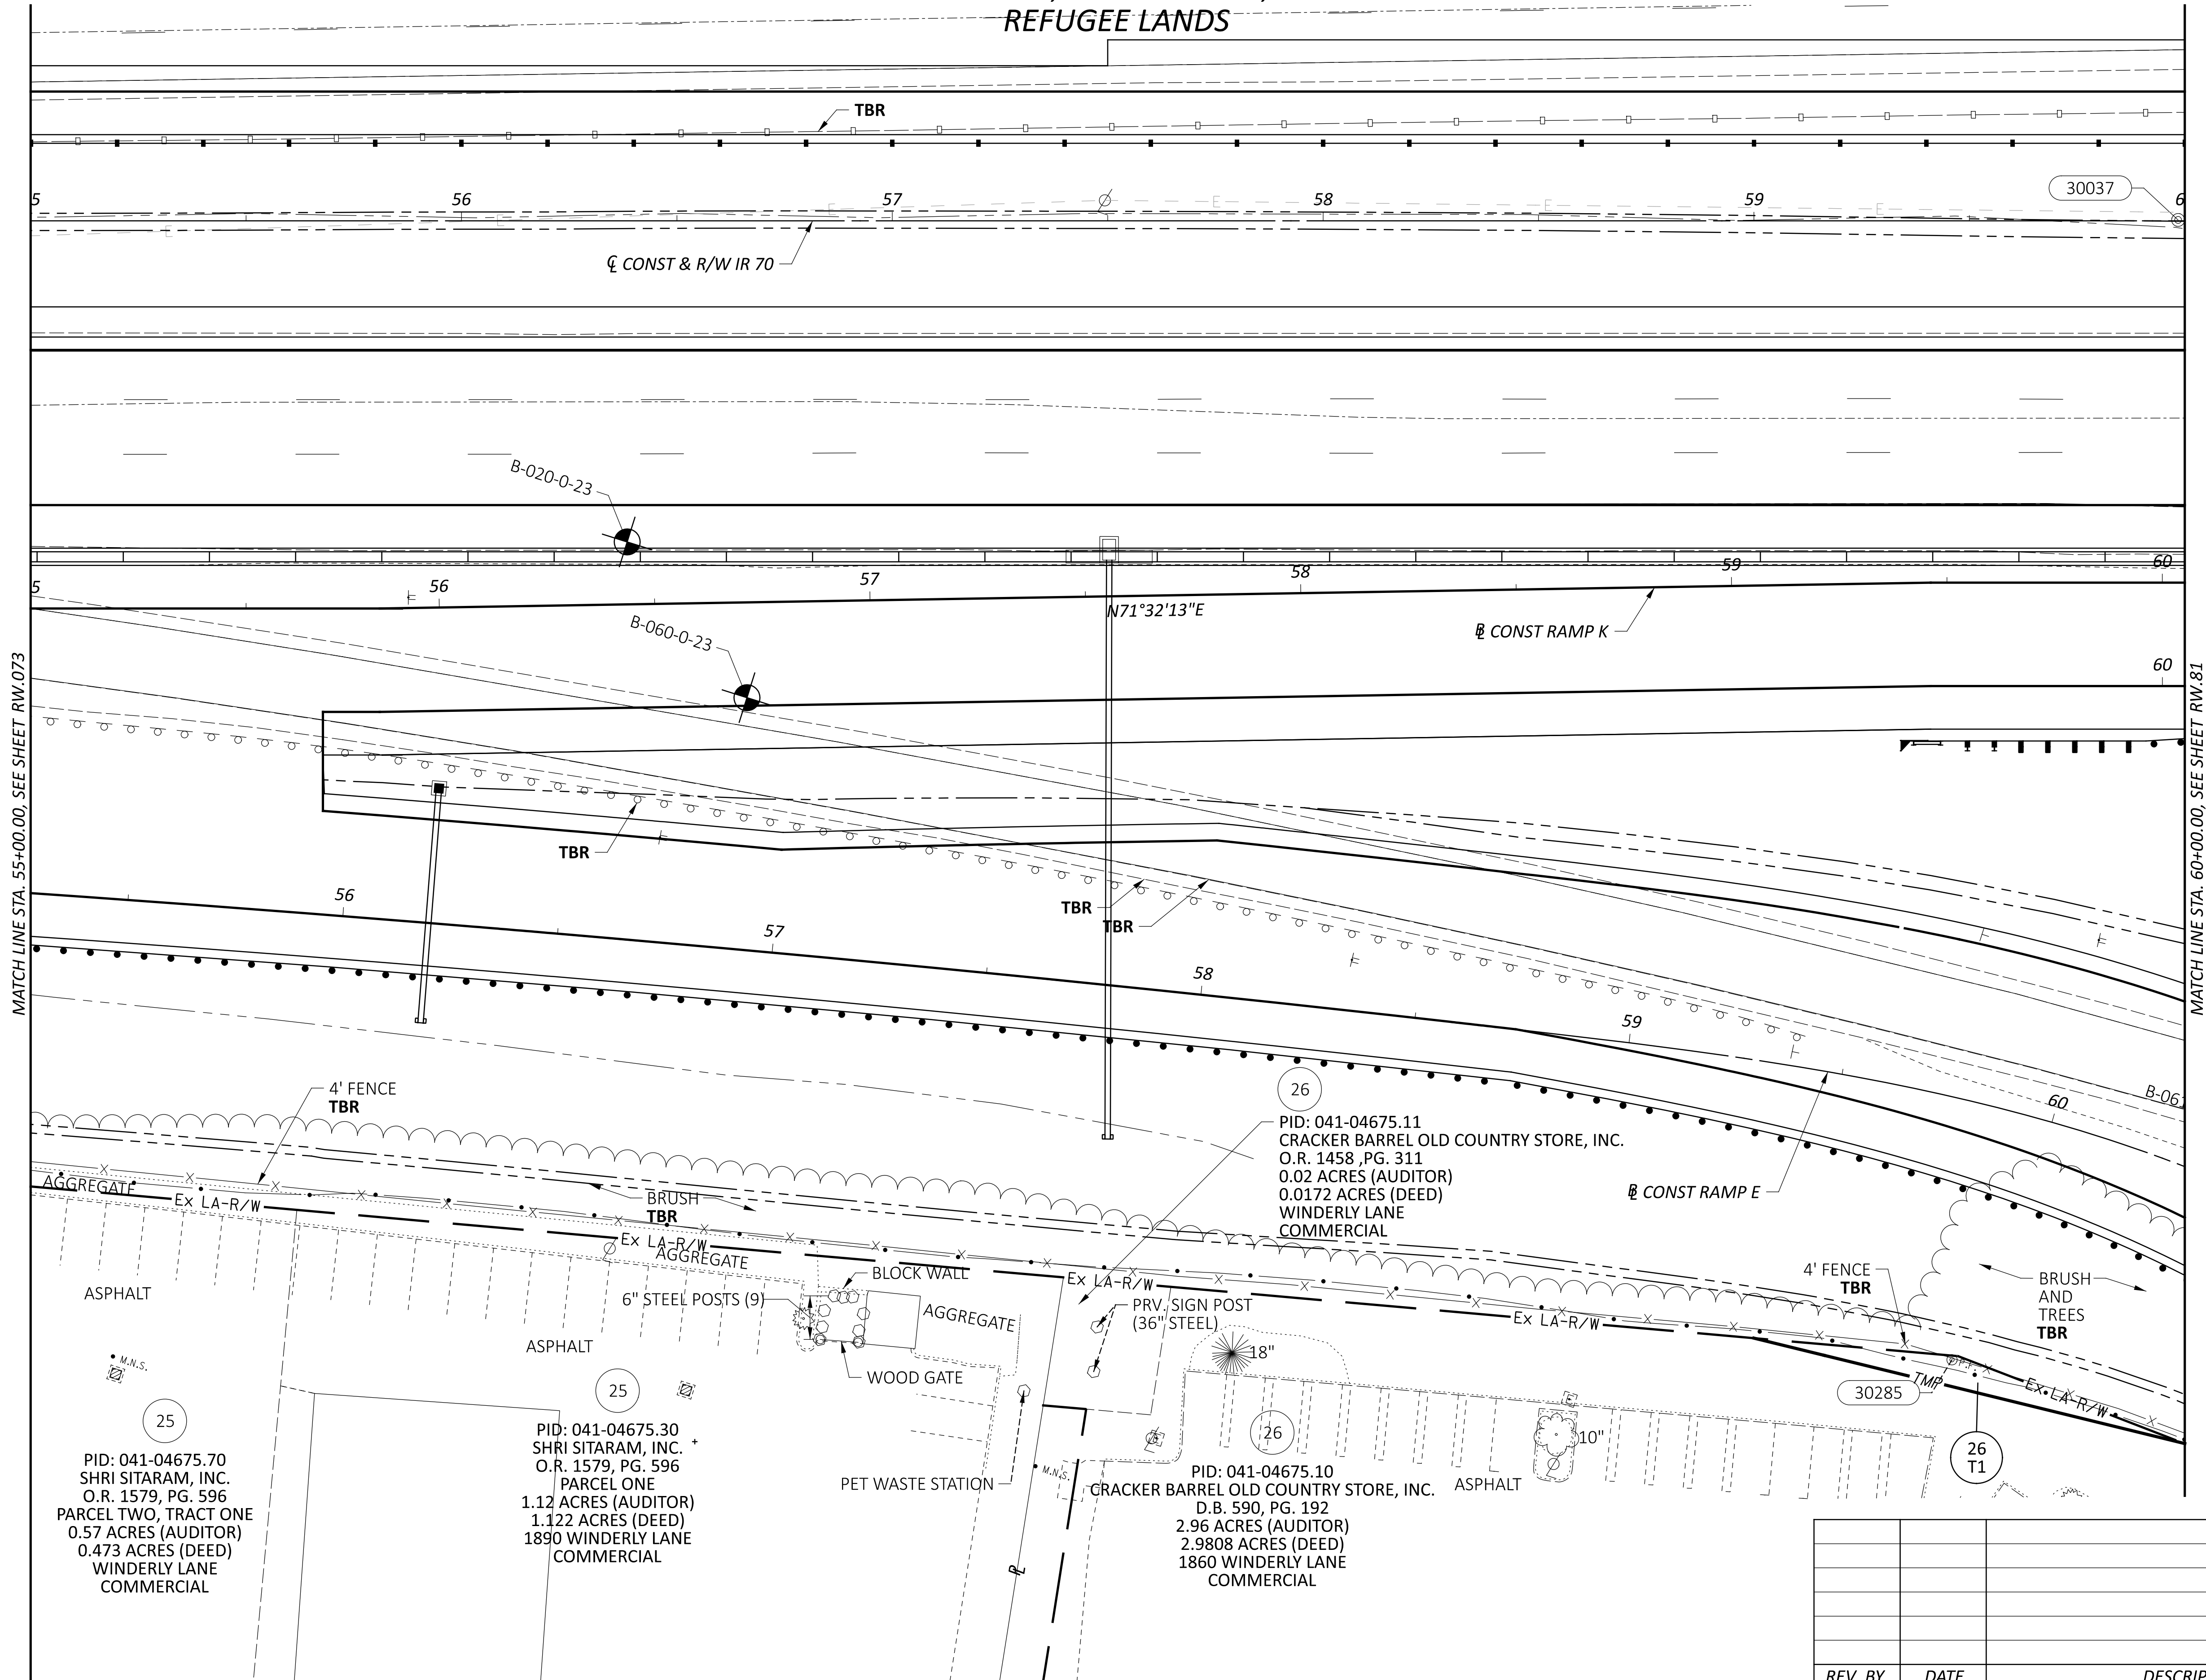 REFUGEE LANDS
TBR
5
56
57
58
59
6
30037
℄ CONST & R/W IR 70
E
E
E
E
E
E
B-020-0-23
5
56
57
58
59
60
N71°32'13"E
B-060-0-23
℄ CONST RAMP K
60
MATCH LINE STA. 55+00.00, SEE SHEET RW.073
MATCH LINE STA. 60+00.00, SEE SHEET RW.81
TBR
TBR
TBR
56
57
58
59
60
B-06
4' FENCE
TBR
26
PID: 041-04675.11
CRACKER BARREL OLD COUNTRY STORE, INC.
O.R. 1458 ,PG. 311
0.02 ACRES (AUDITOR)
0.0172 ACRES (DEED)
WINDERLY LANE
COMMERCIAL
BL CONST RAMP E
AGGREGATE
Ex LA-R/W
BRUSH
TBR
Ex LA-R/W
AGGREGATE
BLOCK WALL
Ex LA-R/W
4' FENCE
TBR
BRUSH
AND
TREES
TBR
ASPHALT
6" STEEL POSTS (9)
AGGREGATE
PRV. SIGN POST
(36" STEEL)
Ex LA-R/W
ASPHALT
18"
M.N.S.
WOOD GATE
30285
TMP
Ex LA-R/W
25
25
26
10"
26
T1
PID: 041-04675.70
SHRI SITARAM, INC.
O.R. 1579, PG. 596
PARCEL TWO, TRACT ONE
0.57 ACRES (AUDITOR)
0.473 ACRES (DEED)
WINDERLY LANE
COMMERCIAL
PID: 041-04675.30
SHRI SITARAM, INC.
O.R. 1579, PG. 596
PARCEL ONE
1.12 ACRES (AUDITOR)
1.122 ACRES (DEED)
1890 WINDERLY LANE
COMMERCIAL
PET WASTE STATION
M.N.S.
PID: 041-04675.10
CRACKER BARREL OLD COUNTRY STORE, INC.
D.B. 590, PG. 192
2.96 ACRES (AUDITOR)
2.9808 ACRES (DEED)
1860 WINDERLY LANE
COMMERCIAL
ASPHALT
PL
REV. BY
DATE
DESCRIP